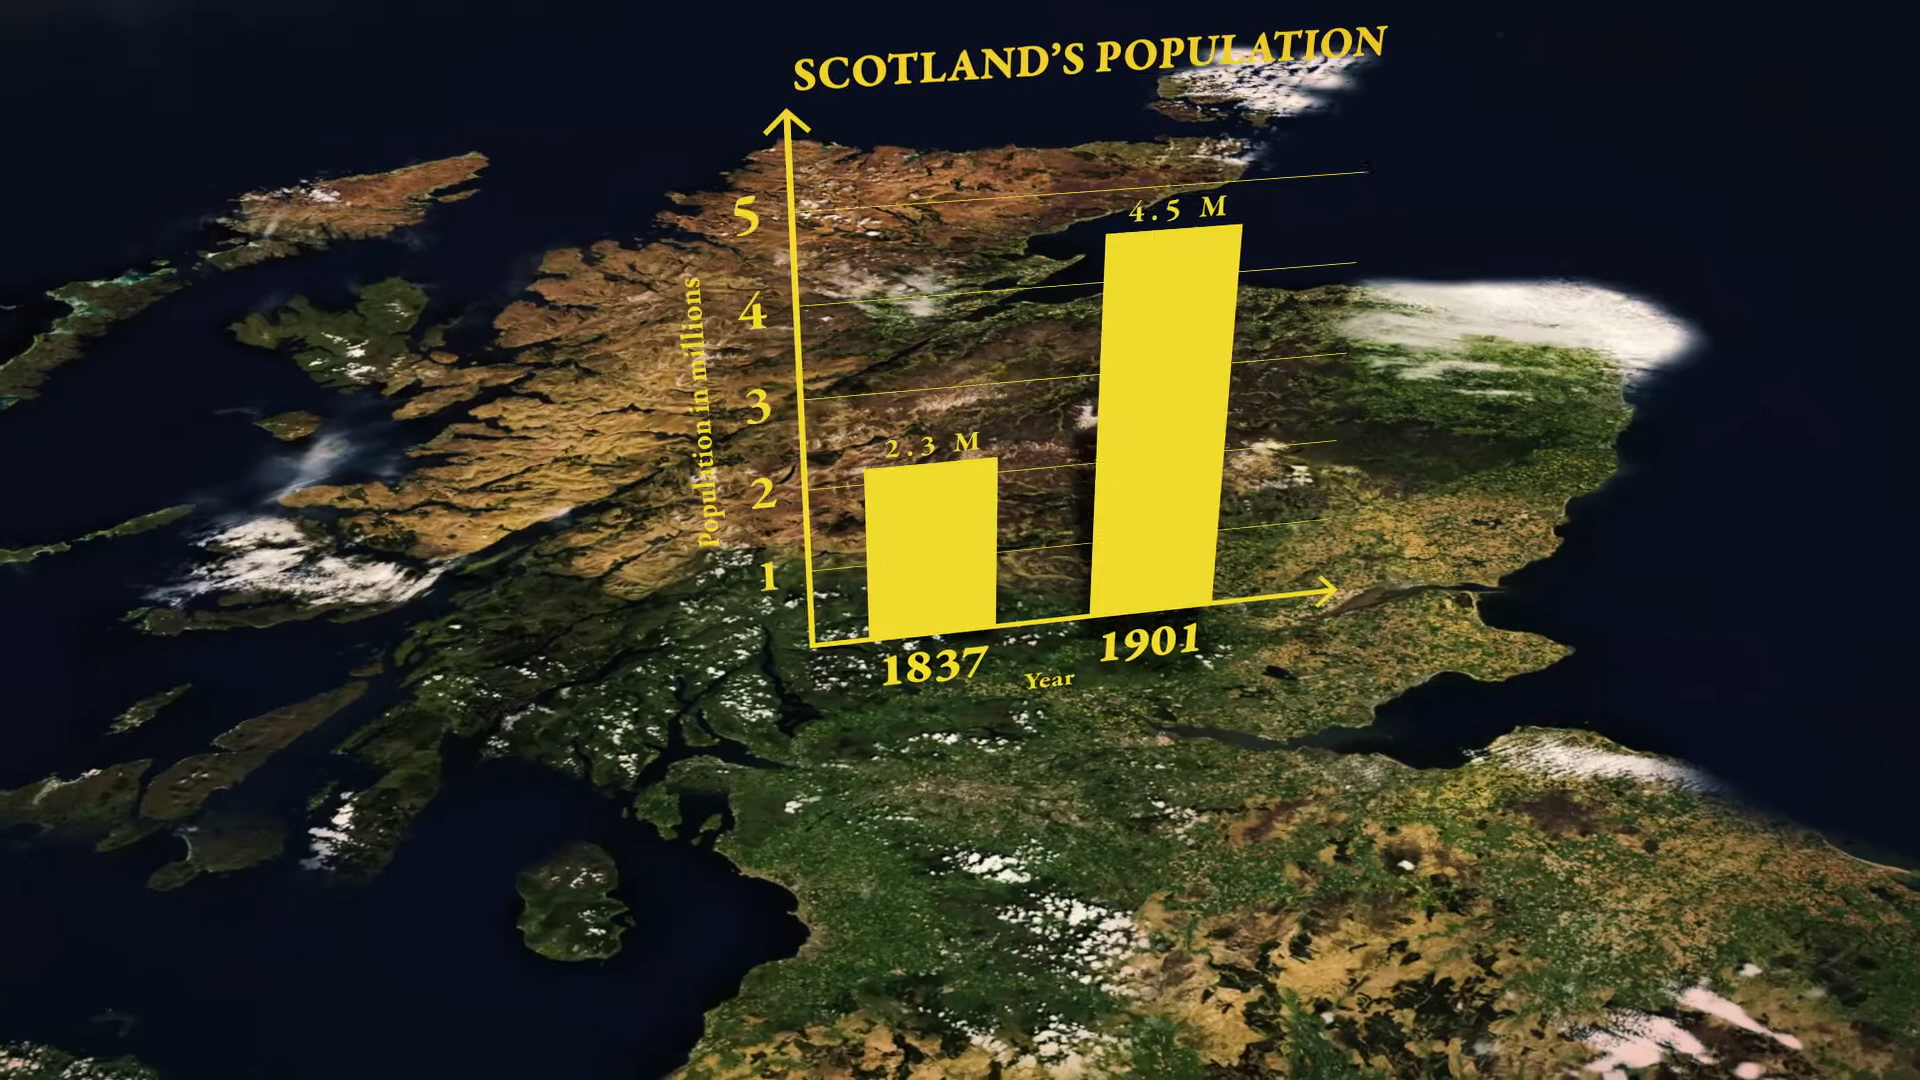 SCOTLAND'S POPULATION
5
4.5 M
4
Population in millions
3
2.3 M
2
1
1837
1901
Year